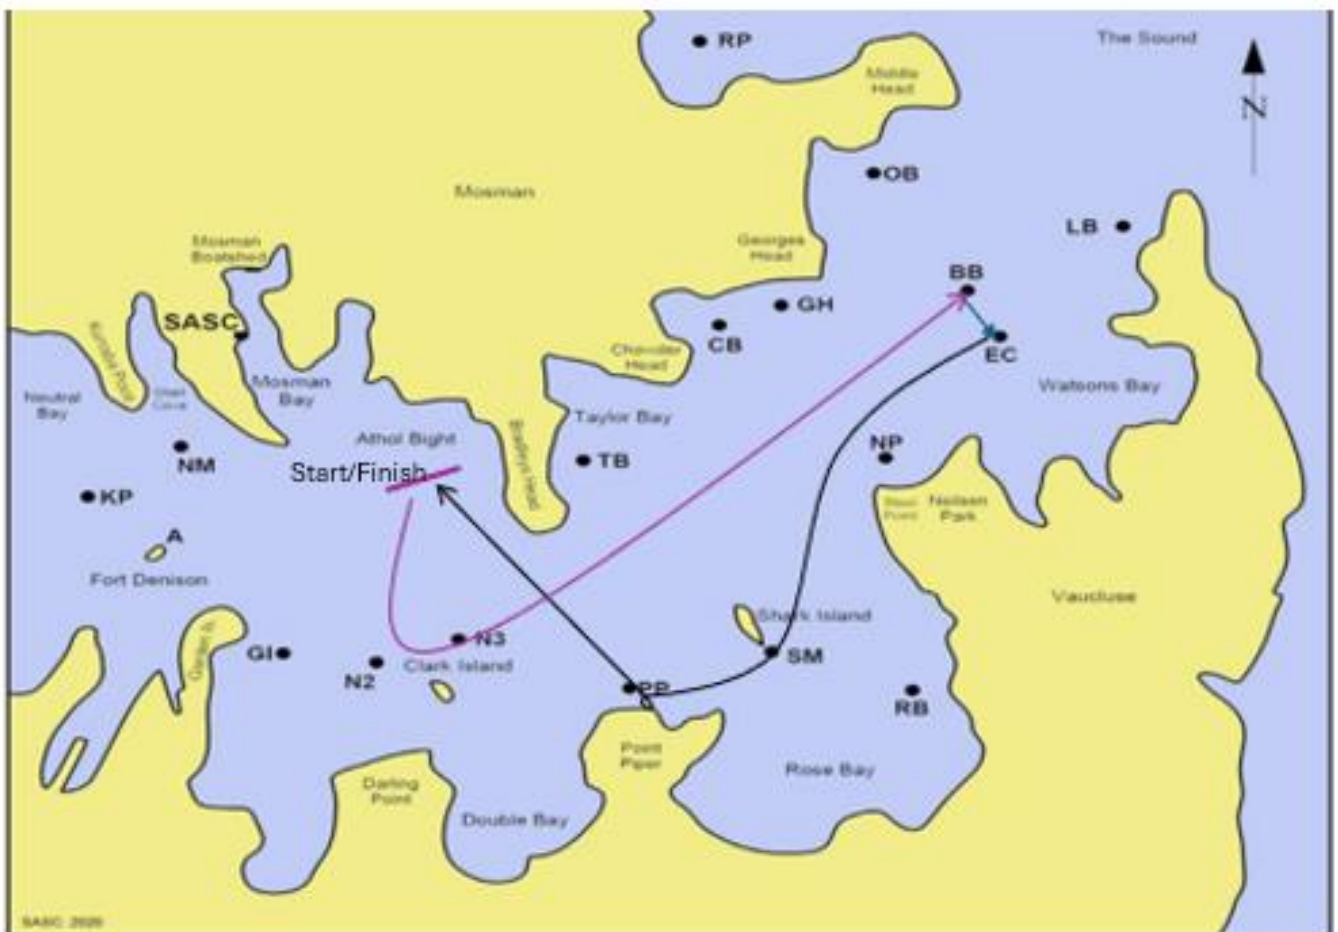 RP
The Sound
Middle
Head
N
OB
Mosman
LB
Mosman
Boatshed
Georges
Head
BB
GH
SASC
CB
EC
Chowder
Head
Neutral
Bay
Mosman
Bay
Watsons Bay
Taylor Bay
Athol Bight
NP
TB
NM
Start/Finish
Bradleys Head
KP
Neilsen
Park
A
Fort Denison
Vaucluse
Shark Island
N3
GI
SM
Clark Island
N2
PP
RB
Garden Is
Point
Piper
Rose Bay
Darling
Point
Double Bay
SASC 2020